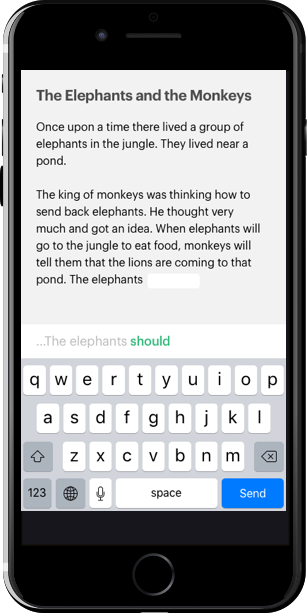 The Elephants and the Monkeys
Once upon a time there lived a group of
elephants in the jungle. They lived near a
pond.
The king of monkeys was thinking how to
send back elephants. He thought very
much and got an idea. When elephants will
go to the jungle to eat food, monkeys will
tell them that the lions are coming to that
pond. The elephants
...The elephants should
q w e r t y u i o p
a s d f g h j k l
z x c v b n m
123 space Send